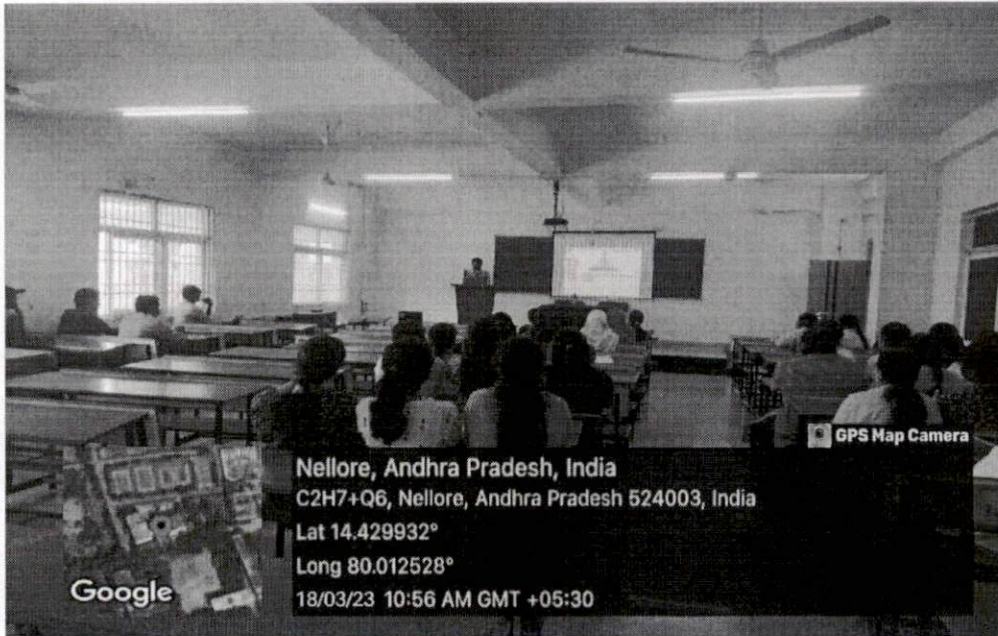 GPS Map Camera
Nellore, Andhra Pradesh, India
C2H7+Q6, Nellore, Andhra Pradesh 524003, India
Lat 14.429932°
Long 80.012528°
18/03/23 10:56 AM GMT +05:30
Google